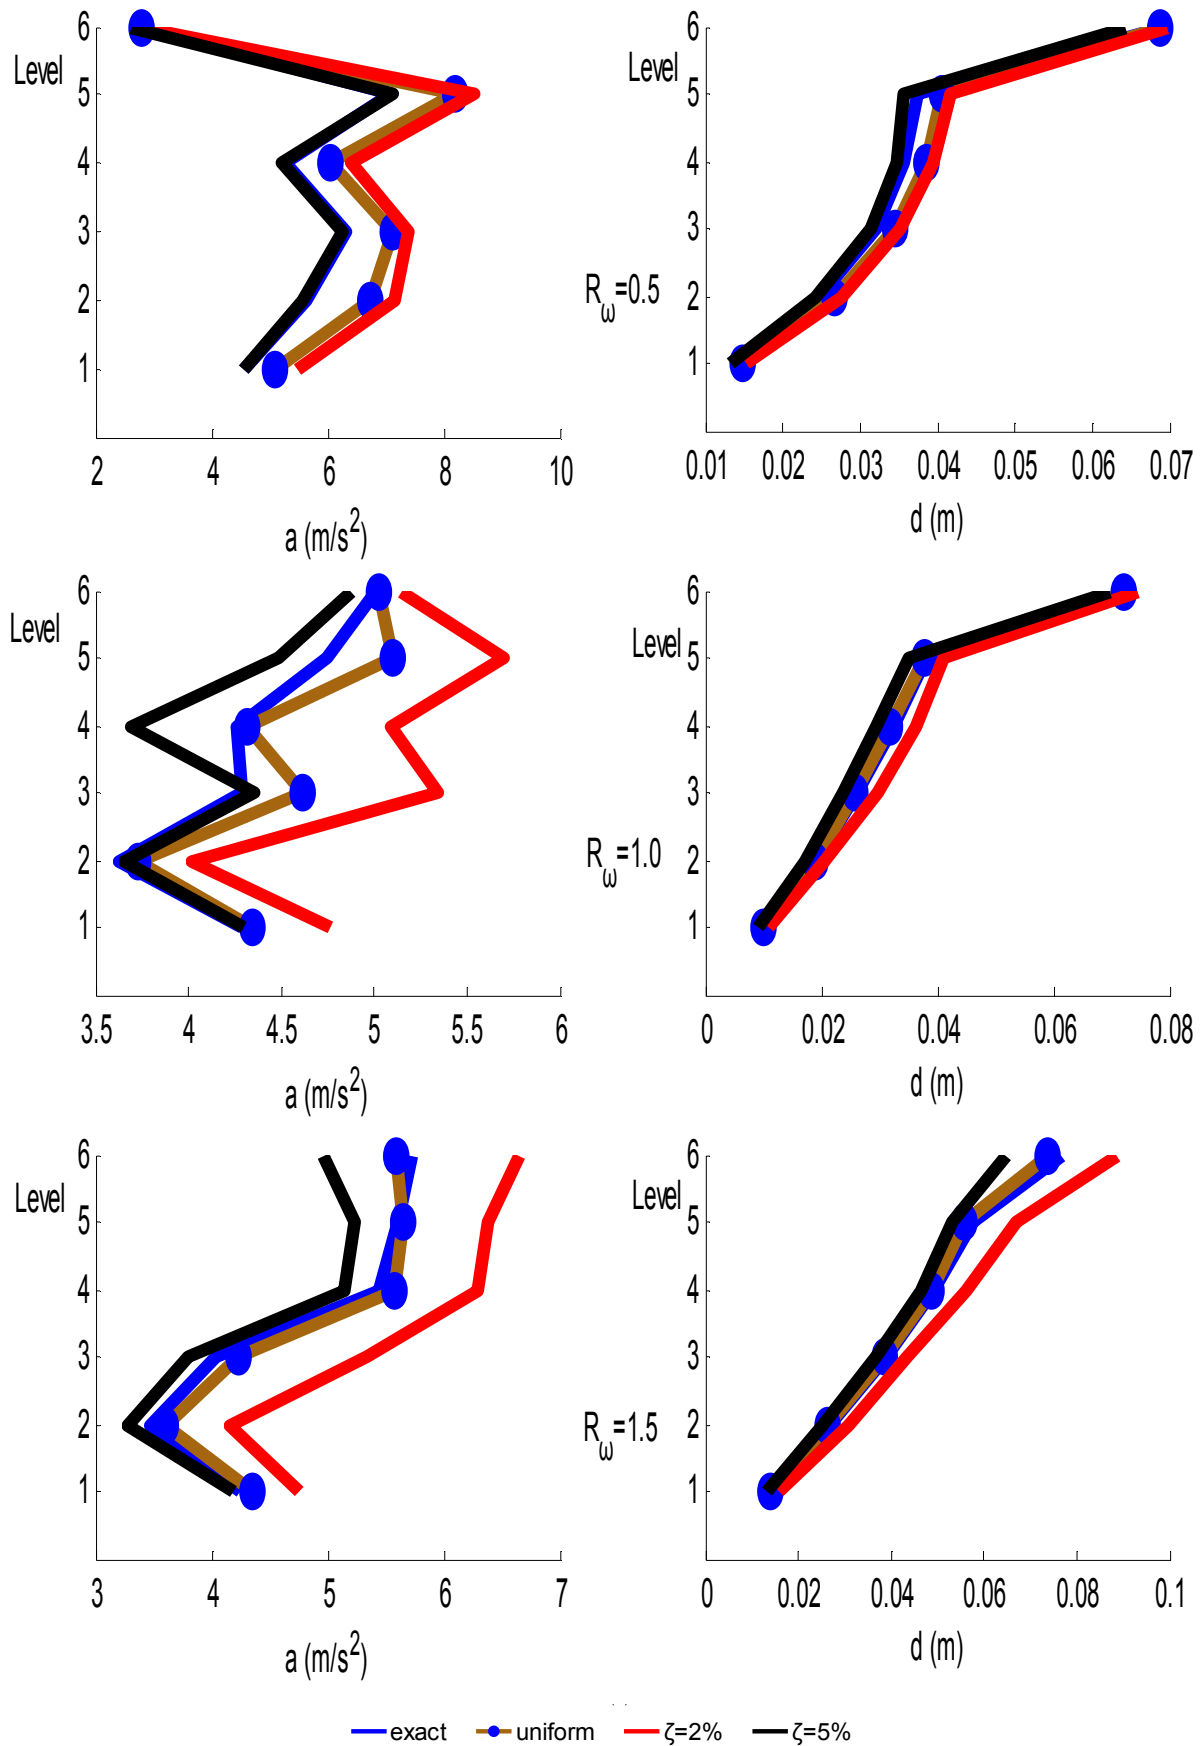 6
Level
5
4
3
2
1
2 4 6 8 10
a (m/s²)
6
Level
5
4
3
R_ω=0.5
2
1
0.01 0.02 0.03 0.04 0.05 0.06 0.07
d (m)
6
Level
5
4
3
2
1
3.5 4 4.5 5 5.5 6
a (m/s²)
6
Level
5
4
3
R_ω=1.0
2
1
0 0.02 0.04 0.06 0.08
d (m)
6
Level
5
4
3
2
1
3 4 5 6 7
a (m/s²)
6
Level
5
4
3
R_ω=1.5
2
1
0 0.02 0.04 0.06 0.08 0.1
d (m)
exact uniform ζ=2% ζ=5%